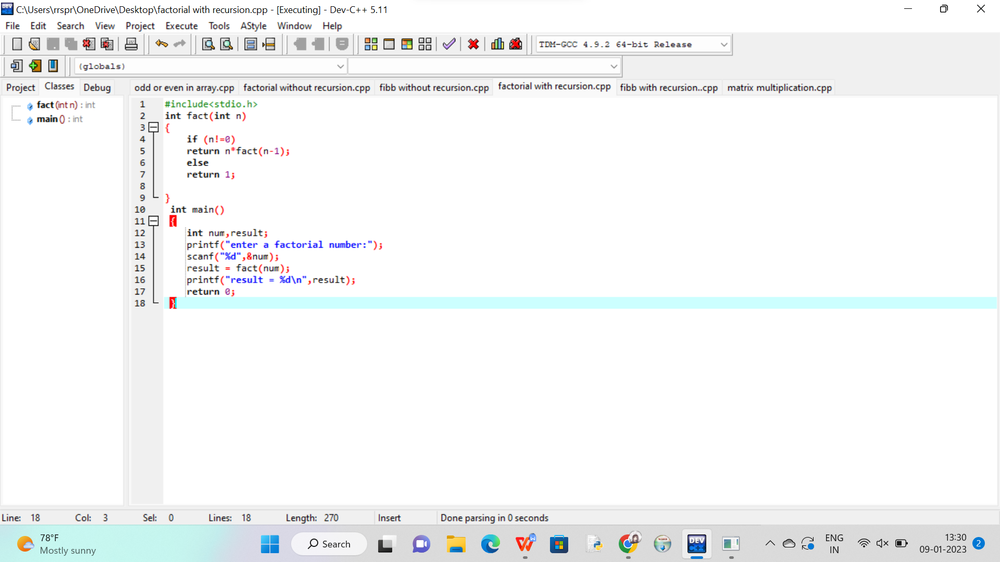 C:\Users\rrspr\OneDrive\Desktop\factorial with recursion.cpp - [Executing] - Dev-C++ 5.11
File Edit Search View Project Execute Tools AStyle Window Help
TDM-GCC 4.9.2 64-bit Release
(globals)
Project Classes Debug
odd or even in array.cpp factorial without recursion.cpp fibb without recursion.cpp factorial with recursion.cpp fibb with recursion..cpp matrix multiplication.cpp
fact (int n) : int
main () : int
1 #include<stdio.h>
2 int fact(int n)
3 {
4 if (n!=0)
5 return n*fact(n-1);
6 else
7 return 1;
8
9 }
10 int main()
11 {
12 int num,result;
13 printf("enter a factorial number:");
14 scanf("%d",&num);
15 result = fact(num);
16 printf("result = %d\n",result);
17 return 0;
18 }
Line: 18 Col: 3 Sel: 0 Lines: 18 Length: 270 Insert Done parsing in 0 seconds
78°F
Mostly sunny
Search
DEV
C++
ENG
IN
13:30
09-01-2023
2